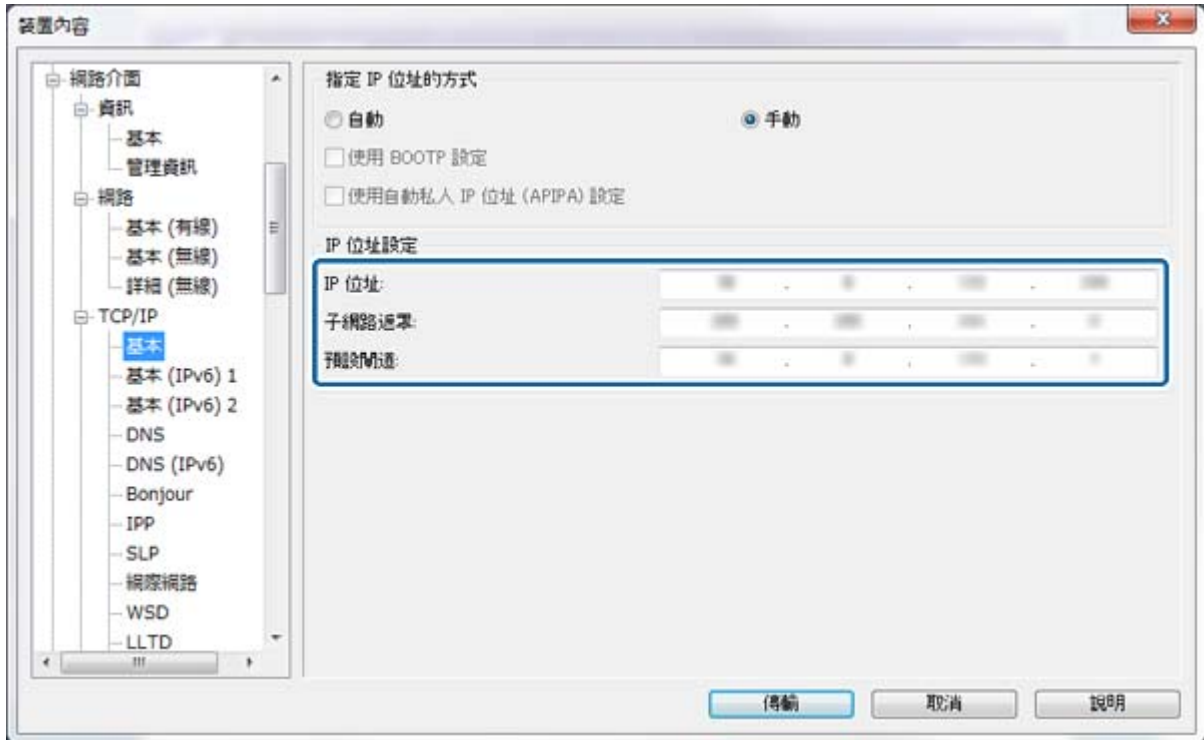 裝置內容
網路介面
資訊
基本
管理資訊
網路
基本 (有線)
基本 (無線)
詳細 (無線)
TCP/IP
基本
基本 (IPv6) 1
基本 (IPv6) 2
DNS
DNS (IPv6)
Bonjour
IPP
SLP
網際網路
WSD
LLTD
指定 IP 位址的方式
自動
手動
使用 BOOTP 設定
使用自動私人 IP 位址 (APIPA) 設定
IP 位址設定
IP 位址:
子網路遮罩:
預設閘道:
傳輸
取消
說明